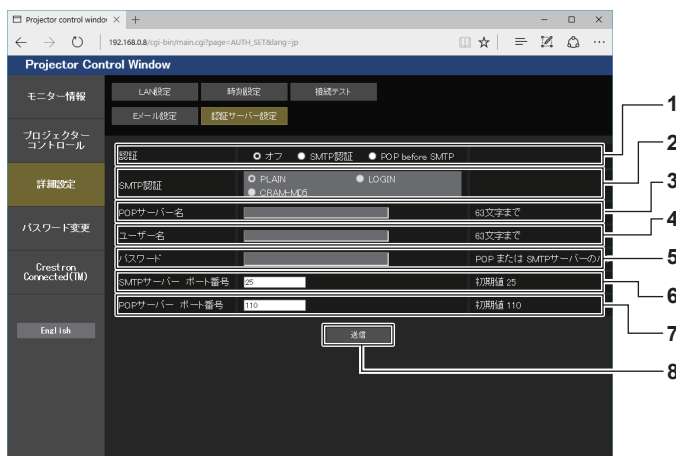 Projector control windov × +
192.168.0.8/cgi-bin/main.cgi?page=AUTH_SET&lang=jp
Projector Control Window
モニター情報
プロジェクター
コントロール
詳細設定
パスワード変更
Crestron
Connected(TM)
English
LAN設定 時刻設定 接続テスト
Eメール設定 認証サーバー設定
認証 オフ SMTP認証 POP before SMTP 1
SMTP認証 PLAIN LOGIN 2
CRAM-MD5
POPサーバー名 63文字まで 3
ユーザー名 63文字まで 4
パスワード POP または SMTPサーバーの 5
SMTPサーバー ポート番号 25 初期値 25 6
POPサーバー ポート番号 110 初期値 110 7
送信 8